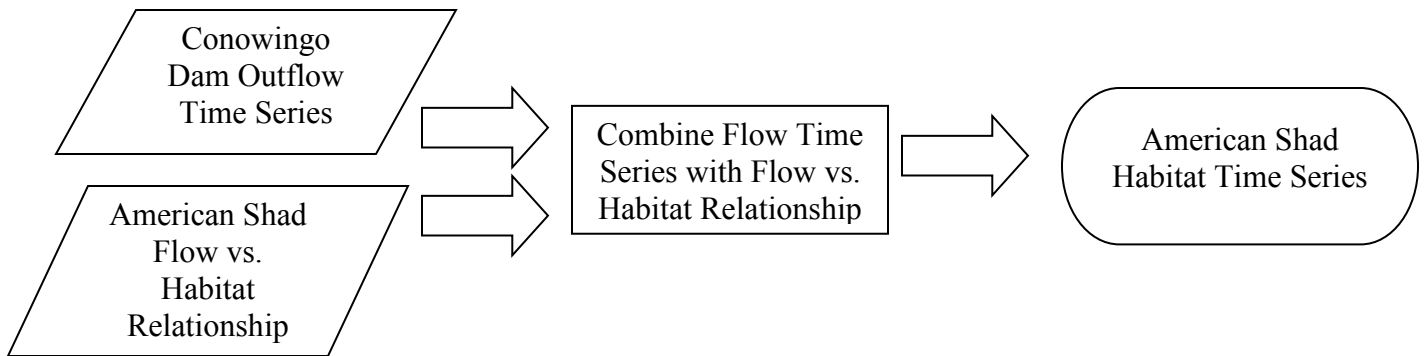 Conowingo
Dam Outflow
Time Series
American Shad
Flow vs.
Habitat
Relationship
Combine Flow Time
Series with Flow vs.
Habitat Relationship
American Shad
Habitat Time Series